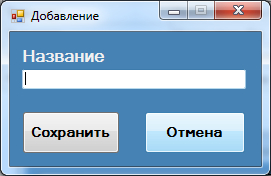 Добавление
Название
Сохранить
Отмена